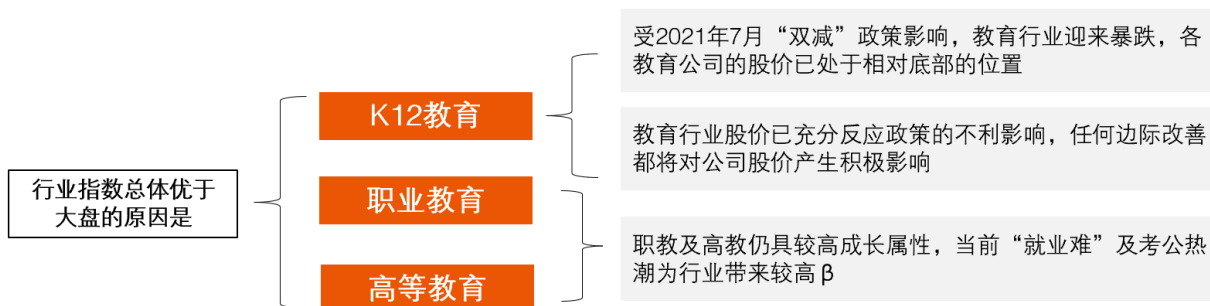 行业指数总体优于
大盘的原因是
K12教育
受2021年7月“双减”政策影响，教育行业迎来暴跌，各
教育公司的股价已处于相对底部的位置
教育行业股价已充分反应政策的不利影响，任何边际改善
都将对公司股价产生积极影响
职业教育
高等教育
职教及高教仍具较高成长属性，当前“就业难”及考公热
潮为行业带来较高β